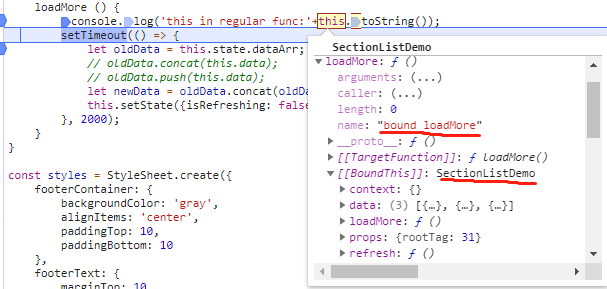 loadMore () {
console.log('this in regular func:'+this.toString());
setTimeout(() => {
let oldData = this.state.dataArr;
// oldData.concat(this.data);
// oldData.push(this.data);
let newData = oldData.concat(oldDa
this.setState({isRefreshing: false
}, 2000);
}
}
const styles = StyleSheet.create({
footerContainer: {
backgroundColor: 'gray',
alignItems: 'center',
paddingTop: 10,
paddingBottom: 10
},
footerText: {
marginTop: 10
SectionListDemo
loadMore: ƒ ()
arguments: (...)
caller: (...)
length: 0
name: "bound loadMore"
__proto__: ƒ ()
[[TargetFunction]]: ƒ loadMore()
[[BoundThis]]: SectionListDemo
context: {}
data: (3) [{…}, {…}, {…}]
loadMore: ƒ ()
props: {rootTag: 31}
refresh: ƒ ()